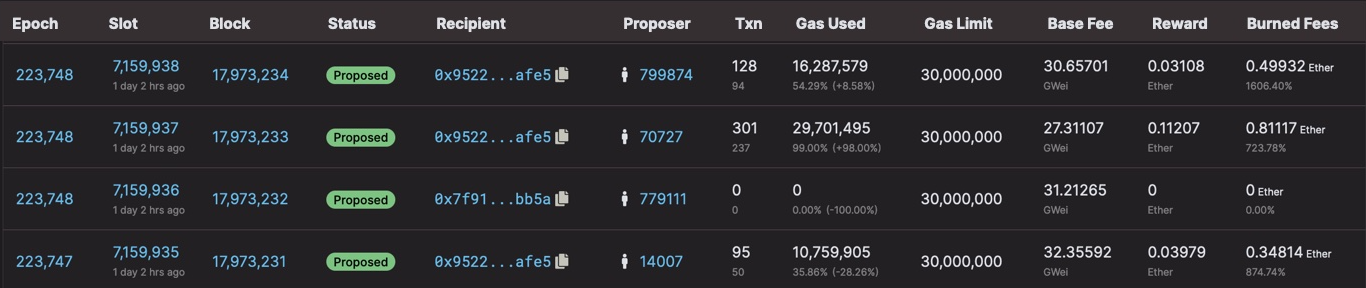 Epoch Slot Block Status Recipient Proposer Txn Gas Used Gas Limit Base Fee Reward Burned Fees
223,748 7,159,938 17,973,234 Proposed 0x9522...afe5 799874 128 16,287,579 30,000,000 30.65701 0.03108 0.49932 Ether
1 day 2 hrs ago 94 54.29% (+8.58%) GWei Ether 1606.40%
223,748 7,159,937 17,973,233 Proposed 0x9522...afe5 70727 301 29,701,495 30,000,000 27.31107 0.11207 0.81117 Ether
1 day 2 hrs ago 237 99.00% (+98.00%) GWei Ether 723.78%
223,748 7,159,936 17,973,232 Proposed 0x7f91...bb5a 779111 0 0 30,000,000 31.21265 0 0 Ether
1 day 2 hrs ago 0 0.00% (-100.00%) GWei Ether 0.00%
223,747 7,159,935 17,973,231 Proposed 0x9522...afe5 14007 95 10,759,905 30,000,000 32.35592 0.03979 0.34814 Ether
1 day 2 hrs ago 50 35.86% (-28.26%) GWei Ether 874.74%